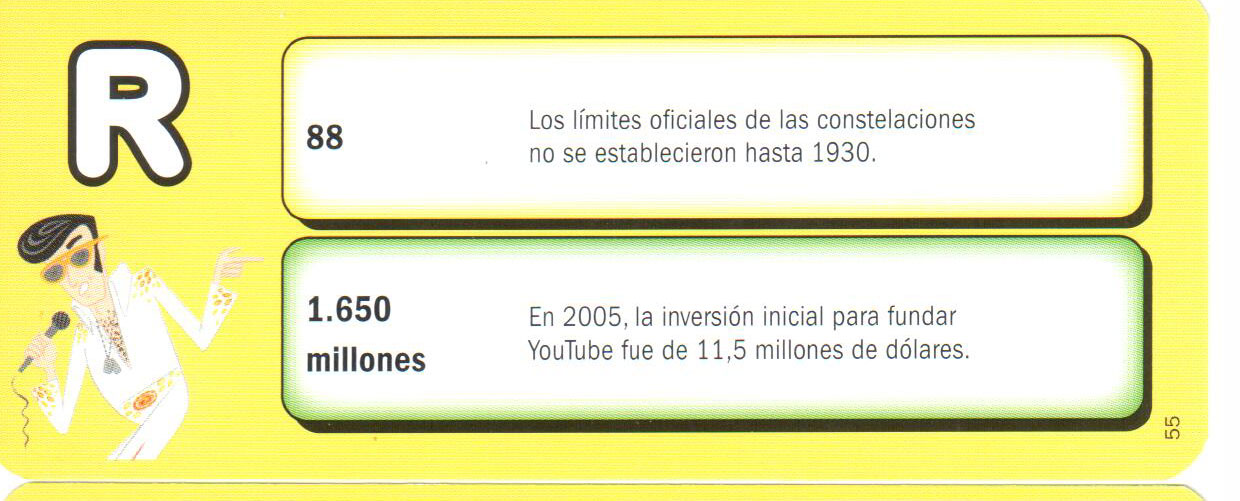 R
88
Los límites oficiales de las constelaciones
no se establecieron hasta 1930.
1.650
millones
En 2005, la inversión inicial para fundar
YouTube fue de 11,5 millones de dólares.
55